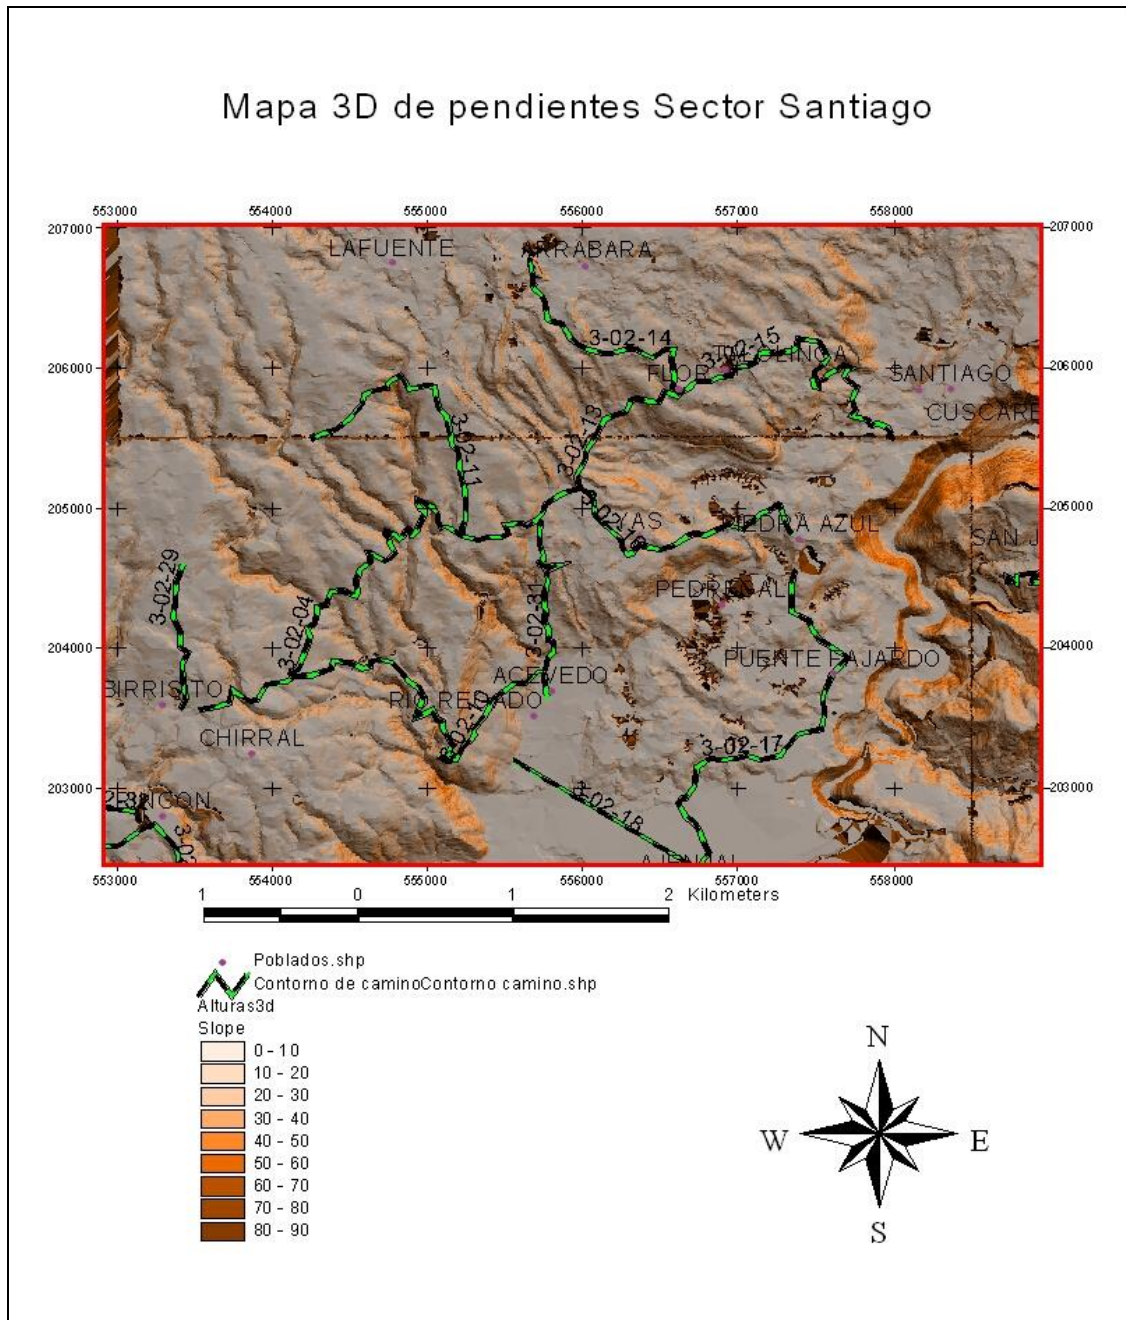 Mapa 3D de pendientes Sector Santiago
553000 554000 555000 556000 557000 558000
207000 207000
LAFUENTE ARRABARA
3-02-14 3-02-15
206000 206000
FLOR SANTIAGO
CUSCARE
3-02-13
3-02-11
205000 205000
YAS PIEDRA AZUL
SAN J
3-02-29
PEDREGAL
3-02-04 3-02-31
204000 204000
PUENTE FAJARDO
ACEVEDO
BIRRISITO RIO REGADO
CHIRRAL
3-02-17
203000 203000
RINCON 3-02-18
553000 554000 555000 556000 557000 558000
1 0 1 2 Kilometers
Poblados.shp
Contorno de caminoContorno camino.shp
Alturas3d
Slope
0 - 10
10 - 20
20 - 30
30 - 40
40 - 50
50 - 60
60 - 70
70 - 80
80 - 90
N
W E
S